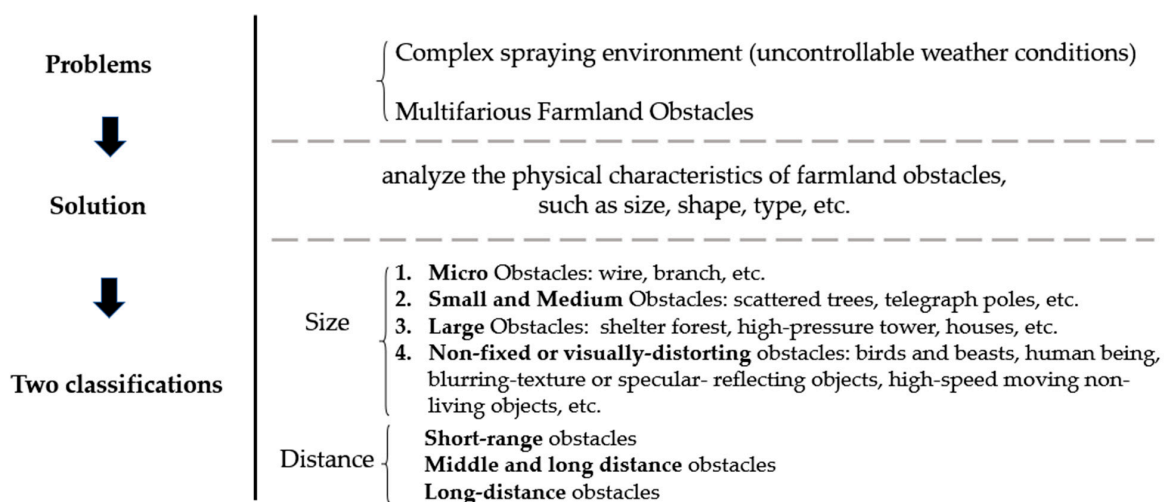 Problems
Complex spraying environment (uncontrollable weather conditions)
Multifarious Farmland Obstacles
Solution
analyze the physical characteristics of farmland obstacles,
such as size, shape, type, etc.
Two classifications
Size
1. Micro Obstacles: wire, branch, etc.
2. Small and Medium Obstacles: scattered trees, telegraph poles, etc.
3. Large Obstacles: shelter forest, high-pressure tower, houses, etc.
4. Non-fixed or visually-distorting obstacles: birds and beasts, human being,
blurring-texture or specular- reflecting objects, high-speed moving non-
living objects, etc.
Distance
Short-range obstacles
Middle and long distance obstacles
Long-distance obstacles